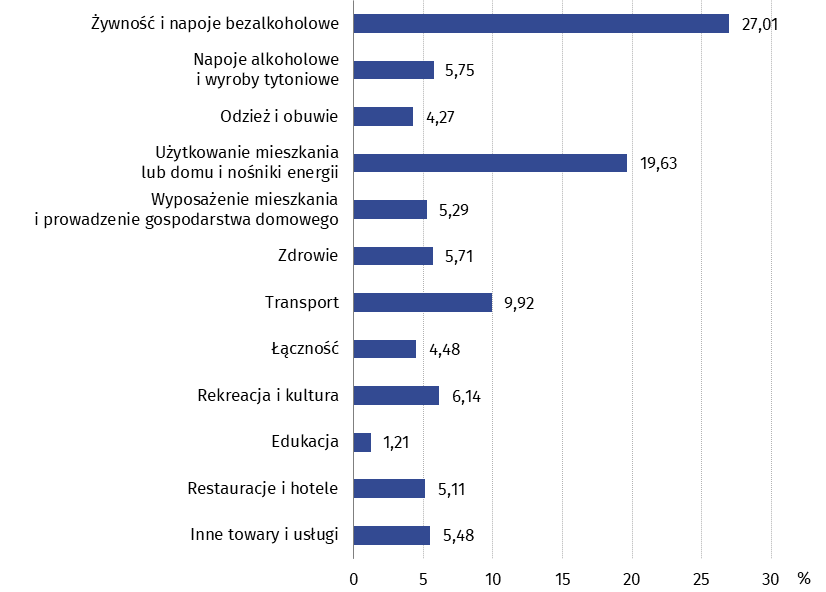 Żywność i napoje bezalkoholowe 27,01
Napoje alkoholowe
i wyroby tytoniowe 5,75
Odzież i obuwie 4,27
Użytkowanie mieszkania
lub domu i nośniki energii 19,63
Wyposażenie mieszkania
i prowadzenie gospodarstwa domowego 5,29
Zdrowie 5,71
Transport 9,92
Łączność 4,48
Rekreacja i kultura 6,14
Edukacja 1,21
Restauracje i hotele 5,11
Inne towary i usługi 5,48
0 5 10 15 20 25 30 %